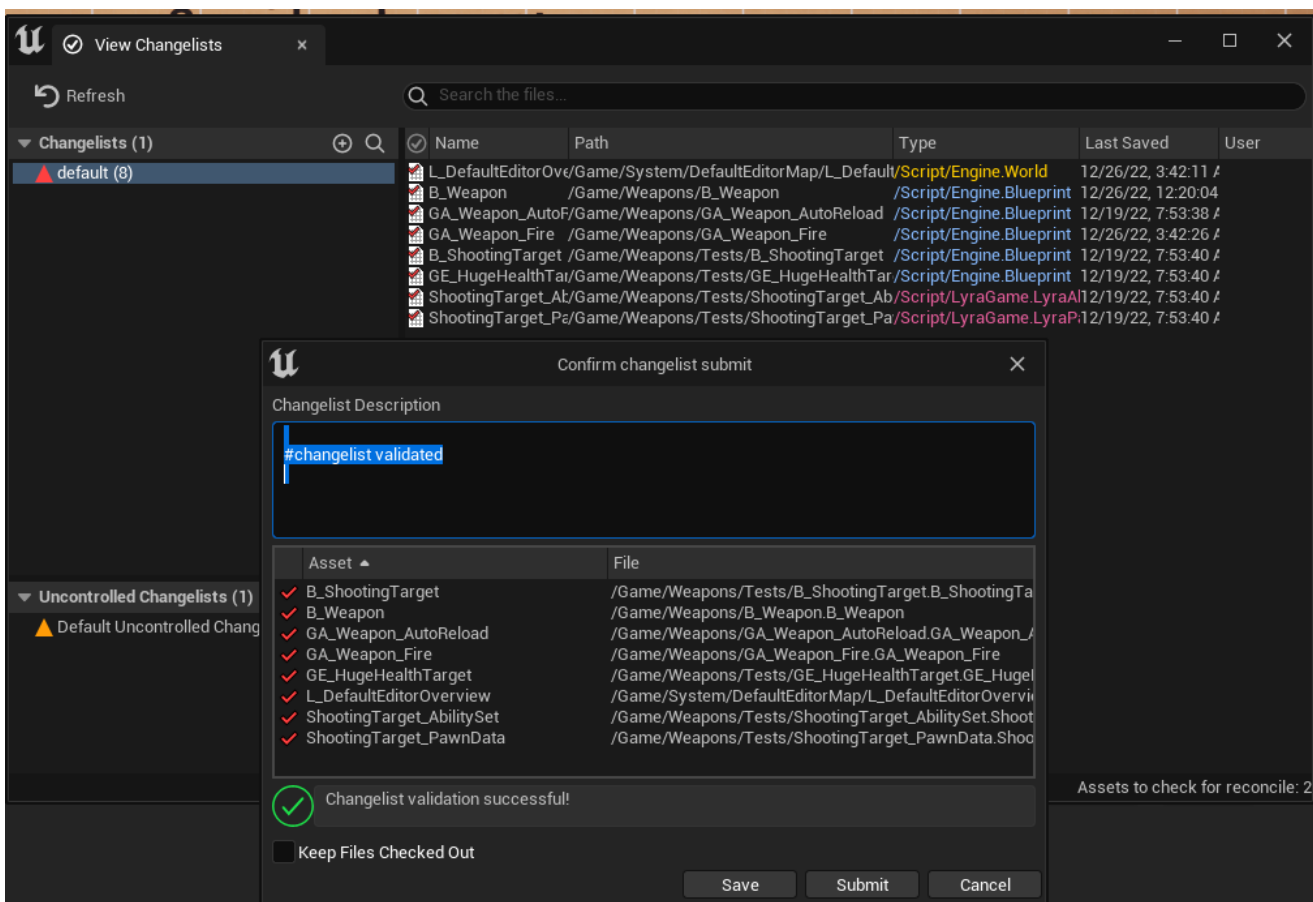 View Changelists
Refresh
Search the files...
Changelists (1)
Name Path Type Last Saved User
default (8)
L_DefaultEditorOve /Game/System/DefaultEditorMap/L_Default /Script/Engine.World 12/26/22, 3:42:11 A
B_Weapon /Game/Weapons/B_Weapon /Script/Engine.Blueprint 12/26/22, 12:20:04
GA_Weapon_AutoF /Game/Weapons/GA_Weapon_AutoReload /Script/Engine.Blueprint 12/19/22, 7:53:38 A
GA_Weapon_Fire /Game/Weapons/GA_Weapon_Fire /Script/Engine.Blueprint 12/26/22, 3:42:26 A
B_ShootingTarget /Game/Weapons/Tests/B_ShootingTarget /Script/Engine.Blueprint 12/19/22, 7:53:40 A
GE_HugeHealthTar /Game/Weapons/Tests/GE_HugeHealthTar /Script/Engine.Blueprint 12/19/22, 7:53:40 A
ShootingTarget_Ab /Game/Weapons/Tests/ShootingTarget_Ab /Script/LyraGame.LyraAl 12/19/22, 7:53:40 A
ShootingTarget_Pa /Game/Weapons/Tests/ShootingTarget_Pa /Script/LyraGame.LyraP 12/19/22, 7:53:40 A
Confirm changelist submit
Changelist Description
#changelist validated
Asset File
B_ShootingTarget /Game/Weapons/Tests/B_ShootingTarget.B_ShootingTa
B_Weapon /Game/Weapons/B_Weapon.B_Weapon
GA_Weapon_AutoReload /Game/Weapons/GA_Weapon_AutoReload.GA_Weapon_A
GA_Weapon_Fire /Game/Weapons/GA_Weapon_Fire.GA_Weapon_Fire
GE_HugeHealthTarget /Game/Weapons/Tests/GE_HugeHealthTarget.GE_Hugel
L_DefaultEditorOverview /Game/System/DefaultEditorMap/L_DefaultEditorOvervi
ShootingTarget_AbilitySet /Game/Weapons/Tests/ShootingTarget_AbilitySet.Shoot
ShootingTarget_PawnData /Game/Weapons/Tests/ShootingTarget_PawnData.Shoo
Uncontrolled Changelists (1)
Default Uncontrolled Chang
Changelist validation successful!
Assets to check for reconcile: 2
Keep Files Checked Out
Save Submit Cancel